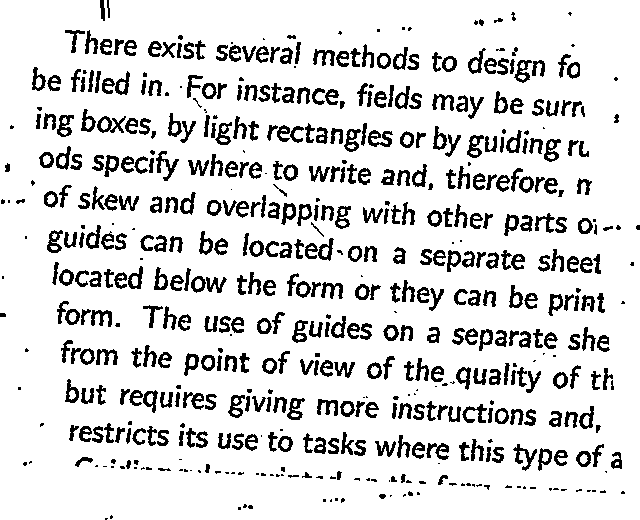 There exist several methods to design fo
be filled in. For instance, fields may be surr
ing boxes, by light rectangles or by guiding ru
ods specify where to write and, therefore, m
of skew and overlapping with other parts o
guides can be located on a separate sheet
located below the form or they can be print
form. The use of guides on a separate she
from the point of view of the quality of th
but requires giving more instructions and,
restricts its use to tasks where this type of a